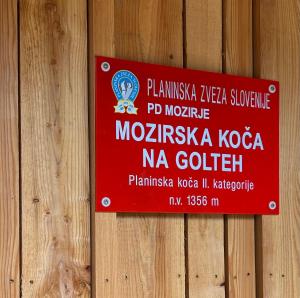 PLANINSKA ZVEZA SLOVENIJE
PD MOZIRJE
MOZIRSKA KOČA
NA GOLTEH
Planinska koča II. kategorije
n.v. 1356 m